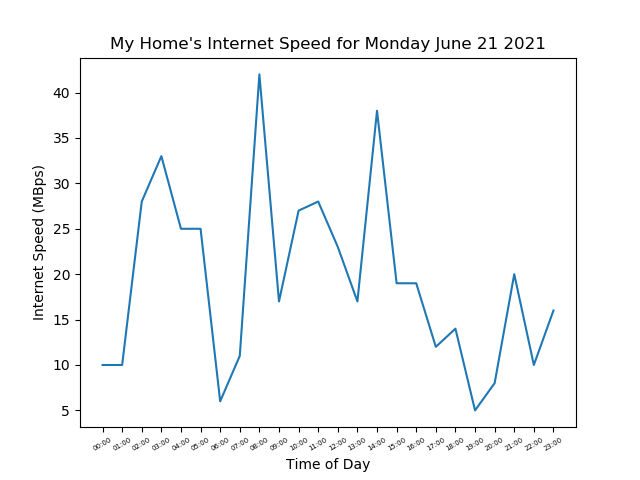 My Home's Internet Speed for Monday June 21 2021
40
35
30
25
20
15
10
5
Internet Speed (MBps)
00:00 01:00 02:00 03:00 04:00 05:00 06:00 07:00 08:00 09:00 10:00 11:00 12:00 13:00 14:00 15:00 16:00 17:00 18:00 19:00 20:00 21:00 22:00 23:00
Time of Day